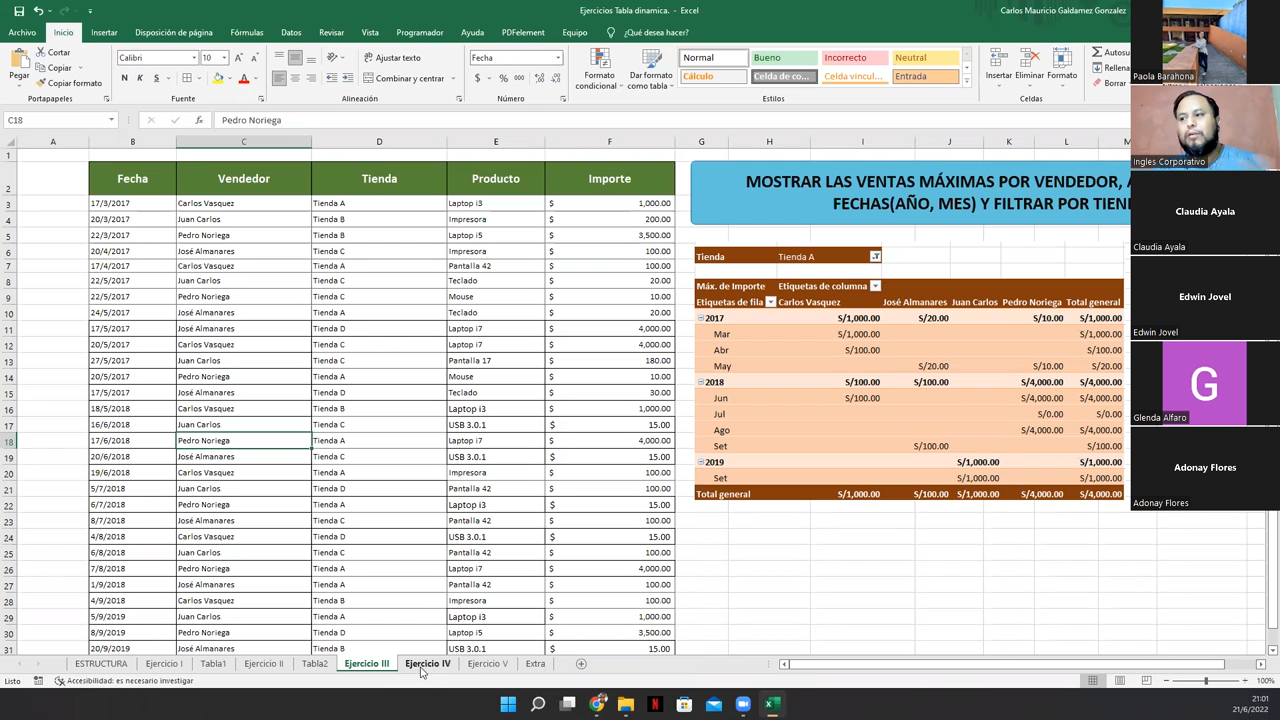 Ejercicios Tabla dinamica. - Excel
Carlos Mauricio Galdamez Gonzalez
Archivo Inicio Insertar Disposición de página Fórmulas Datos Revisar Vista Programador Ayuda PDFelement Equipo ¿Qué desea hacer?
Pegar Cortar Copiar Copiar formato Portapapeles
Calibri 10 N K S Fuente
Ajustar texto Combinar y centrar Alineación
Fecha $ % 000 Número
Formato condicional Dar formato como tabla
Normal Bueno Incorrecto Neutral
Cálculo Celda de co... Celda vincul... Entrada
Estilos
Insertar Eliminar Formato Celdas
Autosu
Rellena
Borrar
C18 fx Pedro Noriega
A B C D E F G H I J K L M
1
2 Fecha Vendedor Tienda Producto Importe
3 17/3/2017 Carlos Vasquez Tienda A Laptop i3 $ 1,000.00
4 20/3/2017 Juan Carlos Tienda B Impresora $ 200.00
5 22/3/2017 Pedro Noriega Tienda B Laptop i5 $ 3,500.00
6 20/4/2017 José Almanares Tienda C Impresora $ 100.00
7 17/4/2017 Carlos Vasquez Tienda A Pantalla 42 $ 100.00
8 22/5/2017 Juan Carlos Tienda C Teclado $ 20.00
9 22/5/2017 Pedro Noriega Tienda C Mouse $ 10.00
10 24/5/2017 José Almanares Tienda A Teclado $ 20.00
11 17/5/2017 José Almanares Tienda D Laptop i7 $ 4,000.00
12 20/5/2017 Carlos Vasquez Tienda C Laptop i7 $ 4,000.00
13 27/5/2017 Juan Carlos Tienda C Pantalla 17 $ 180.00
14 20/5/2017 Pedro Noriega Tienda A Mouse $ 10.00
15 17/5/2017 José Almanares Tienda D Teclado $ 30.00
16 18/5/2018 Carlos Vasquez Tienda B Laptop i3 $ 1,000.00
17 16/6/2018 Juan Carlos Tienda C USB 3.0.1 $ 15.00
18 17/6/2018 Pedro Noriega Tienda A Laptop i7 $ 4,000.00
19 20/6/2018 José Almanares Tienda C USB 3.0.1 $ 15.00
20 19/6/2018 Carlos Vasquez Tienda A Impresora $ 100.00
21 5/7/2018 Juan Carlos Tienda D Pantalla 42 $ 100.00
22 6/7/2018 Pedro Noriega Tienda A Laptop i3 $ 15.00
23 8/7/2018 José Almanares Tienda C Pantalla 42 $ 100.00
24 4/8/2018 Carlos Vasquez Tienda D USB 3.0.1 $ 15.00
25 6/8/2018 Juan Carlos Tienda C Pantalla 42 $ 100.00
26 7/8/2018 Pedro Noriega Tienda A Laptop i7 $ 4,000.00
27 1/9/2018 José Almanares Tienda A Pantalla 42 $ 100.00
28 4/9/2018 Carlos Vasquez Tienda B Impresora $ 100.00
29 5/9/2019 Juan Carlos Tienda A Laptop i3 $ 1,000.00
30 8/9/2019 Pedro Noriega Tienda D Laptop i5 $ 3,500.00
31 20/9/2019 José Almanares Tienda B USB 3.0.1 $ 15.00
MOSTRAR LAS VENTAS MÁXIMAS POR VENDEDOR, A
FECHAS(AÑO, MES) Y FILTRAR POR TIEN
Tienda Tienda A
Máx. de Importe Etiquetas de columna
Etiquetas de fila Carlos Vasquez José Almanares Juan Carlos Pedro Noriega Total general
2017 S/1,000.00 S/20.00 S/10.00 S/1,000.00
Mar S/1,000.00 S/1,000.00
Abr S/100.00 S/100.00
May S/20.00 S/10.00 S/20.00
2018 S/100.00 S/100.00 S/4,000.00 S/4,000.00
Jun S/100.00 S/4,000.00 S/4,000.00
Jul S/0.00 S/0.00
Ago S/4,000.00 S/4,000.00
Set S/100.00 S/100.00
2019 S/1,000.00 S/1,000.00
Set S/1,000.00 S/1,000.00
Total general S/1,000.00 S/100.00 S/1,000.00 S/4,000.00 S/4,000.00
Paola Barahona
Ingles Corporativo
Claudia Ayala
Claudia Ayala
Edwin Jovel
Edwin Jovel
G
Glenda Alfaro
Adonay Flores
Adonay Flores
ESTRUCTURA Ejercicio I Tabla1 Ejercicio II Tabla2 Ejercicio III Ejercicio IV Ejercicio V Extra
Listo Accesibilidad: es necesario investigar 100%
21:01
21/6/2022